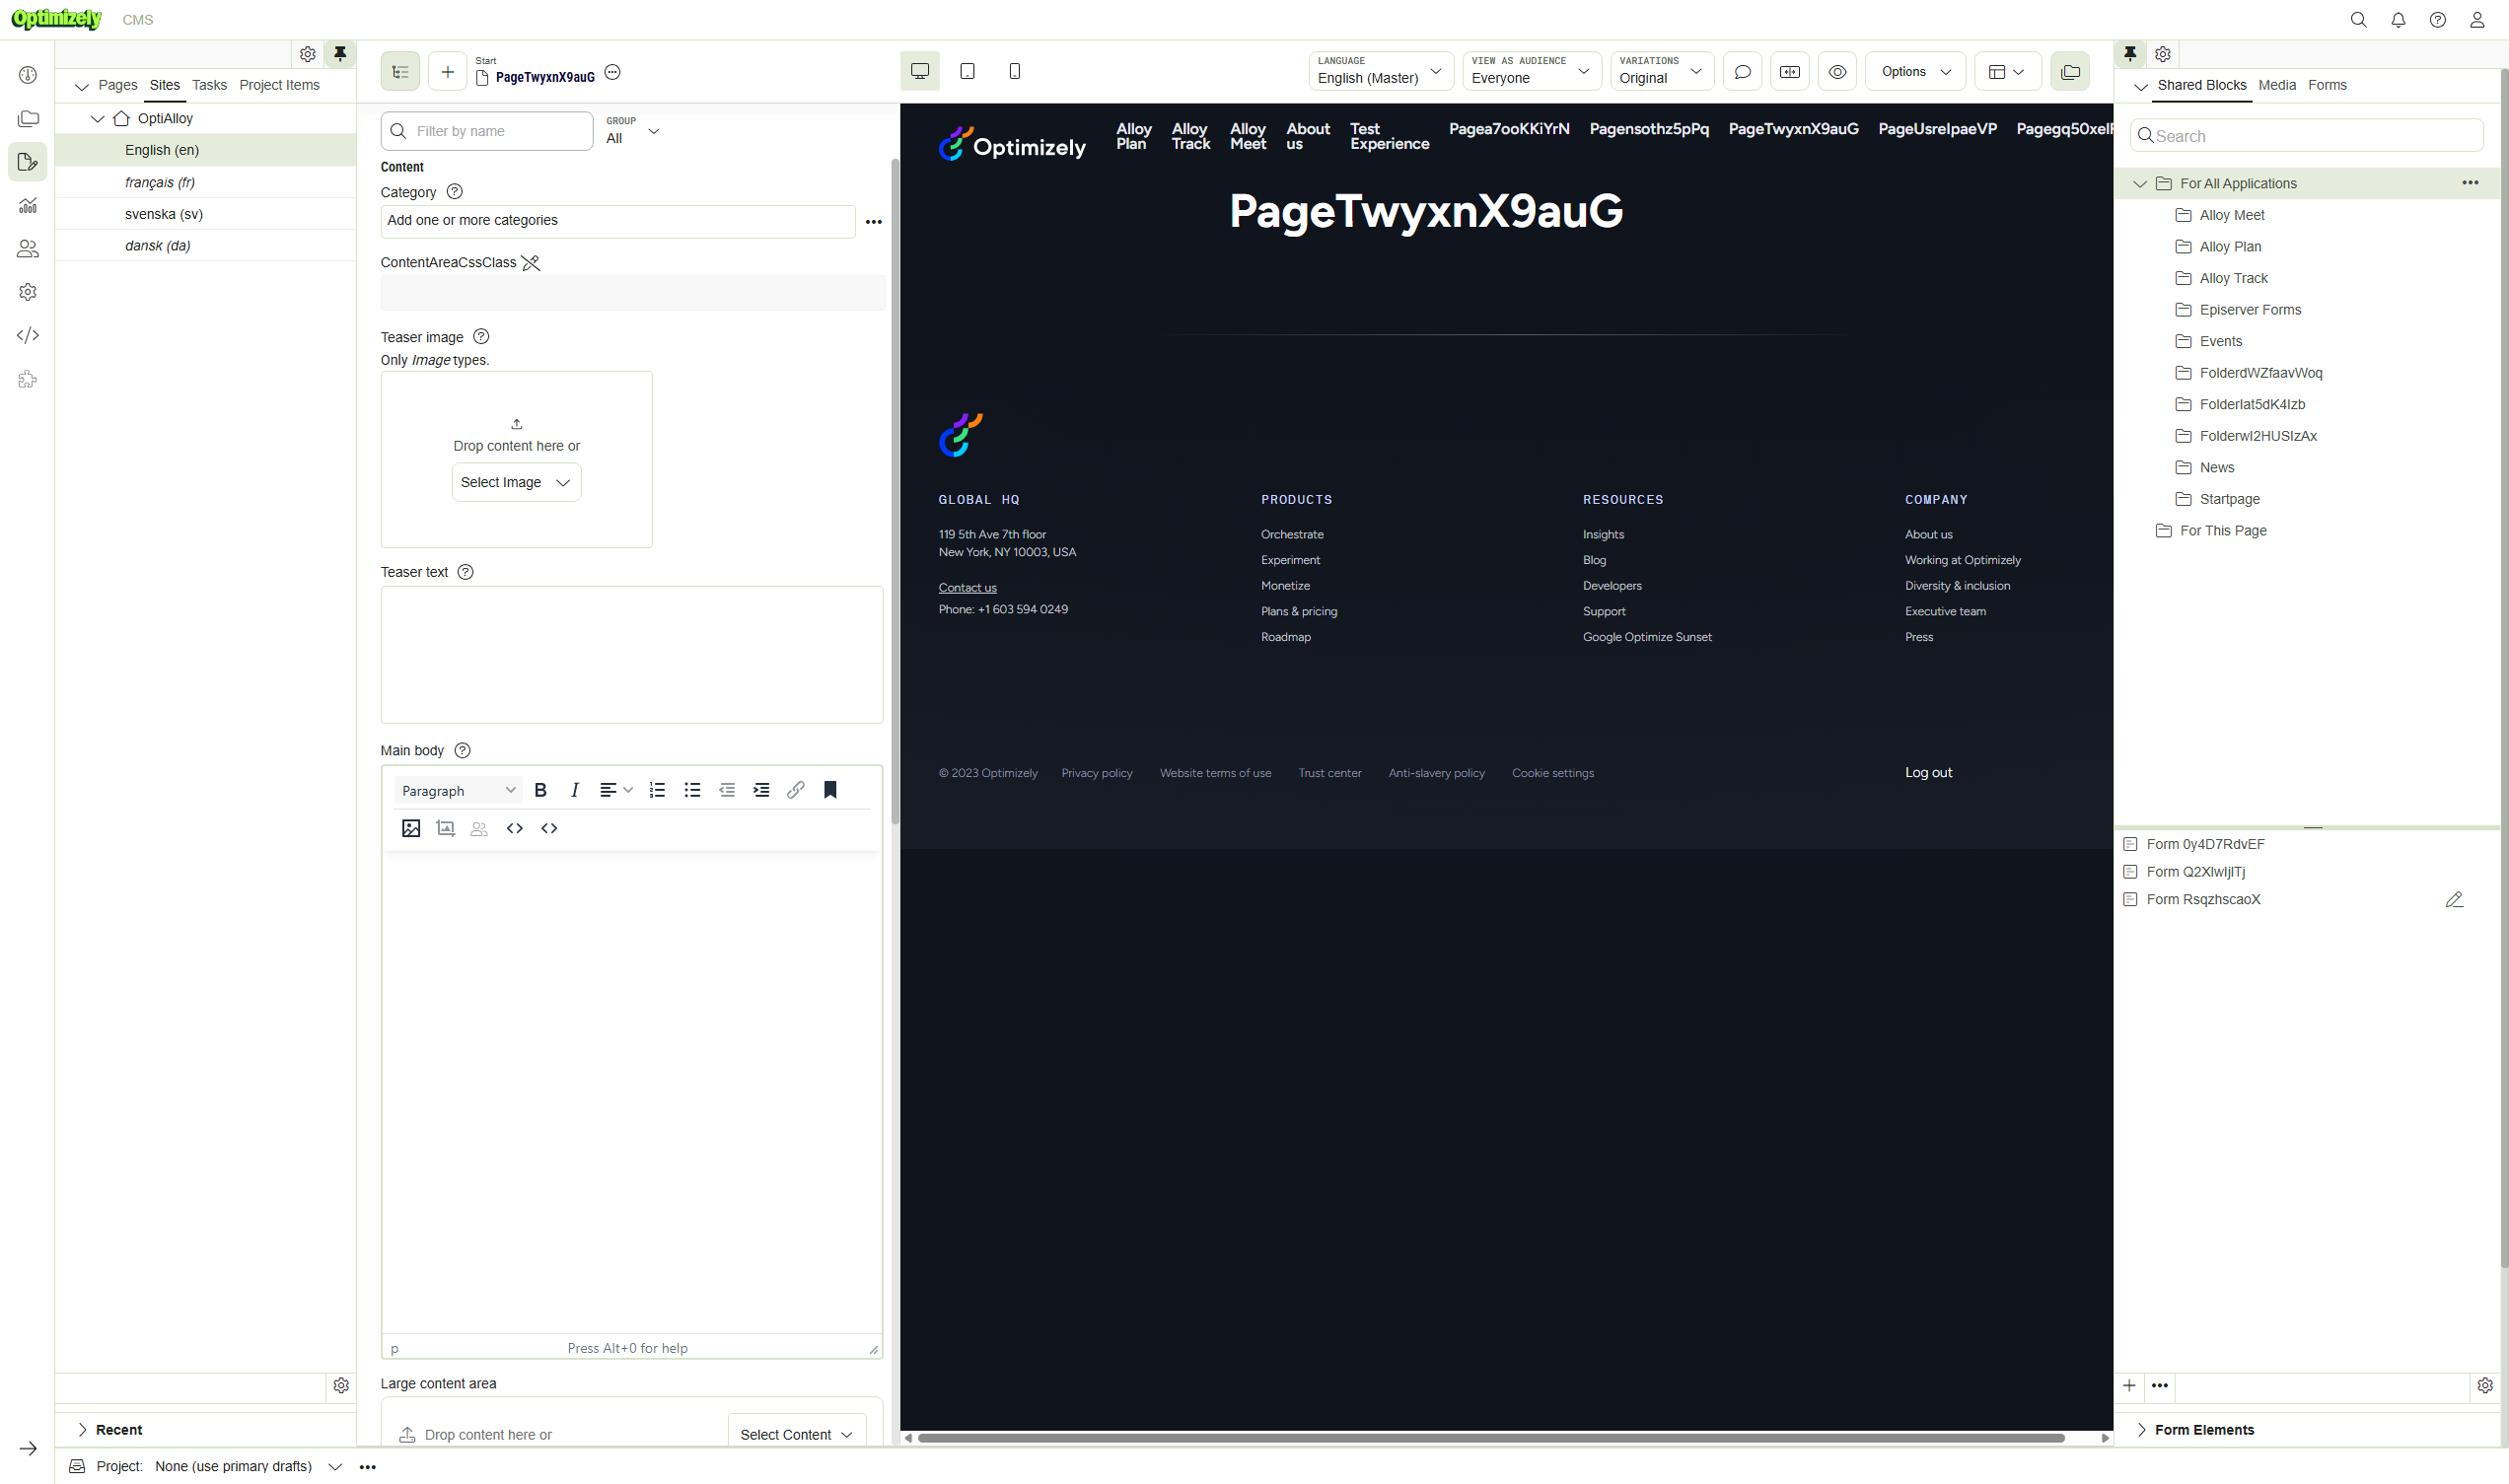 Optimizely CMS
Pages Sites Tasks Project Items
OptiAlloy
English (en)
français (fr)
svenska (sv)
dansk (da)
Recent
Start
PageTwyxnX9auG
Filter by name
GROUP
All
Content
Category
Add one or more categories
ContentAreaCssClass
Teaser image
Only Image types.
Drop content here or
Select Image
Teaser text
Main body
Paragraph
p Press Alt+0 for help
Large content area
Drop content here or Select Content
LANGUAGE
English (Master)
VIEW AS AUDIENCE
Everyone
VARIATIONS
Original
Options
Optimizely
Alloy Plan
Alloy Track
Alloy Meet
About us
Test Experience
Pagea7ooKKiYrN
Pagensothz5pPq
PageTwyxnX9auG
PageUsreIpaeVP
PageTwyxnX9auG
GLOBAL HQ
119 5th Ave 7th floor
New York, NY 10003, USA
Contact us
Phone: +1 603 594 0249
PRODUCTS
Orchestrate
Experiment
Monetize
Plans & pricing
Roadmap
RESOURCES
Insights
Blog
Developers
Support
Google Optimize Sunset
COMPANY
About us
Working at Optimizely
Diversity & inclusion
Executive team
Press
© 2023 Optimizely Privacy policy Website terms of use Trust center Anti-slavery policy Cookie settings Log out
Shared Blocks Media Forms
Search
For All Applications
Alloy Meet
Alloy Plan
Alloy Track
Episerver Forms
Events
FolderdWZfaavWoq
News
Startpage
For This Page
Form 0y4D7RdvEF
Form RsqzhscaoX
Form Elements
Project: None (use primary drafts)